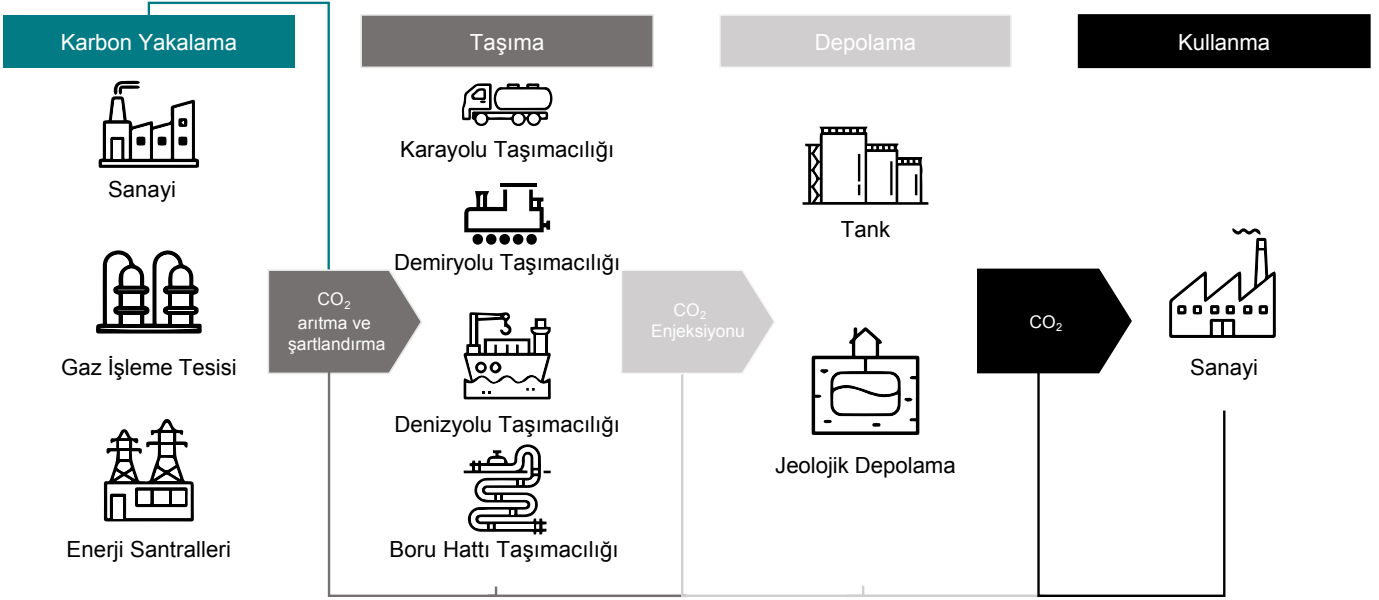 Karbon Yakalama
Taşıma
Depolama
Kullanma
Sanayi
Gaz İşleme Tesisi
Enerji Santralleri
CO₂
arıtma ve
şartlandırma
Karayolu Taşımacılığı
Demiryolu Taşımacılığı
Denizyolu Taşımacılığı
Boru Hattı Taşımacılığı
CO₂
Enjeksiyonu
Tank
Jeolojik Depolama
CO₂
Sanayi